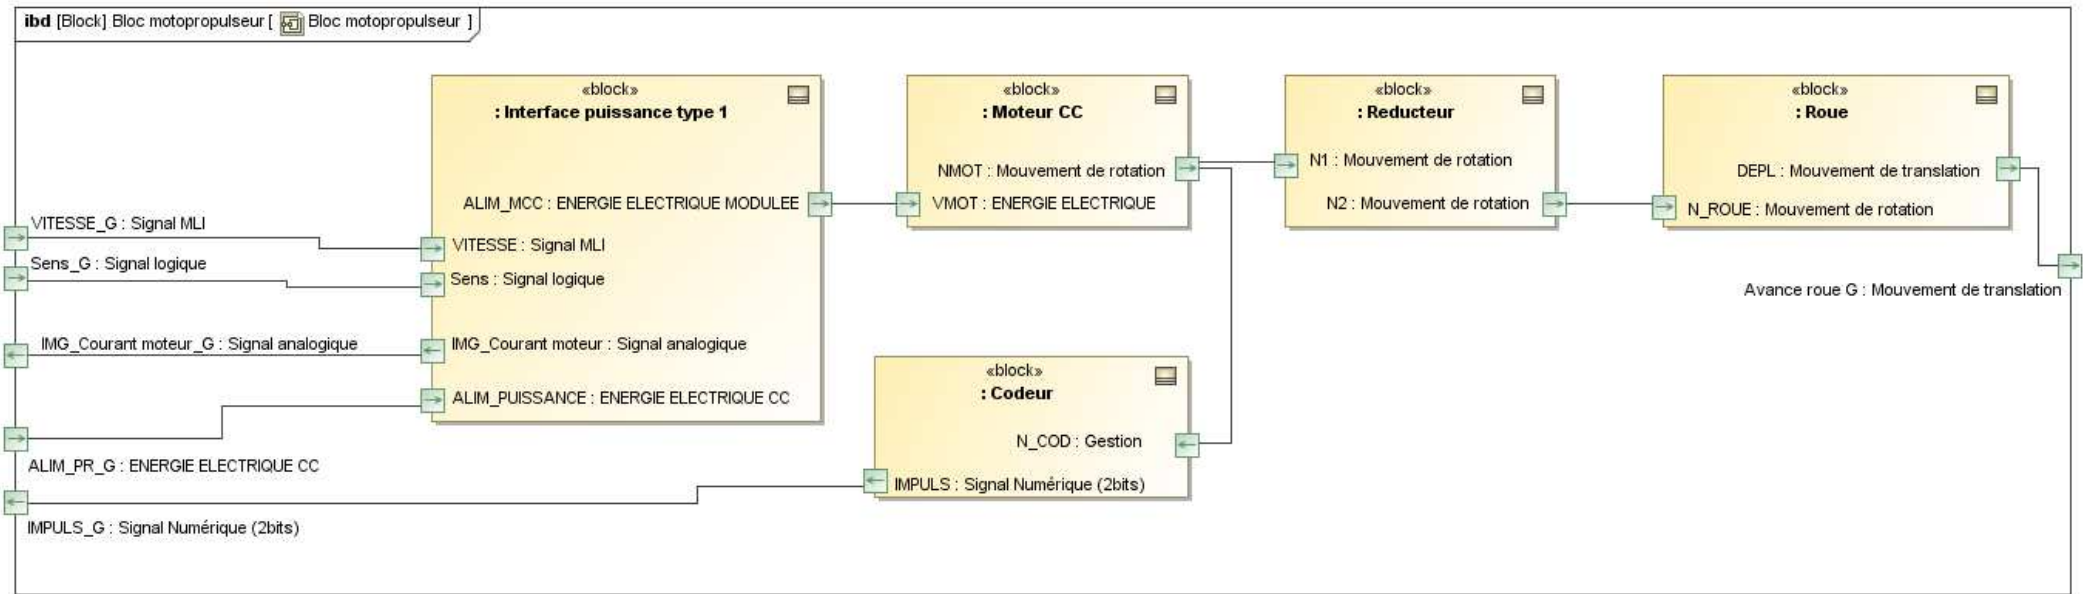 ibd [Block] Bloc motopropulseur [ Bloc motopropulseur ]
«block»
: Interface puissance type 1
ALIM_MCC : ENERGIE ELECTRIQUE MODULEE
VITESSE : Signal MLI
Sens : Signal logique
IMG_Courant moteur : Signal analogique
ALIM_PUISSANCE : ENERGIE ELECTRIQUE CC
«block»
: Moteur CC
NMOT : Mouvement de rotation
VMOT : ENERGIE ELECTRIQUE
«block»
: Reducteur
N1 : Mouvement de rotation
N2 : Mouvement de rotation
«block»
: Roue
DEPL : Mouvement de translation
N_ROUE : Mouvement de rotation
VITESSE_G : Signal MLI
Sens_G : Signal logique
IMG_Courant moteur_G : Signal analogique
ALIM_PR_G : ENERGIE ELECTRIQUE CC
IMPULS_G : Signal Numérique (2bits)
«block»
: Codeur
N_COD : Gestion
IMPULS : Signal Numérique (2bits)
Avance roue G : Mouvement de translation